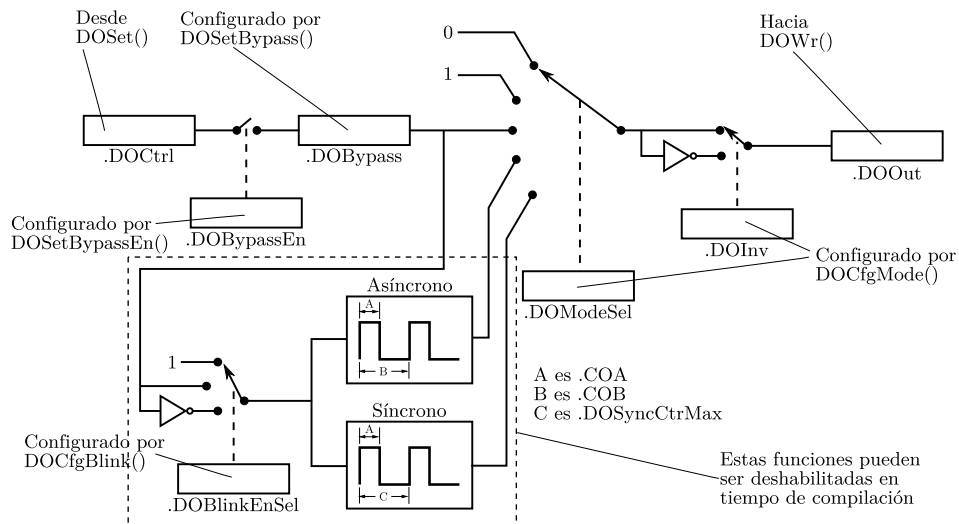 Desde
DOSet()
Configurado por
DOSetBypass()
0
1
Hacia
DOWr()
.DOCtrl
.DOBypass
.DOOut
Configurado por
DOSetBypassEn()
.DOBypassEn
.DOInv
Configurado por
DOCfgMode()
.DOModeSel
Asíncrono
A
B
1
A es .COA
B es .COB
C es .DOSyncCtrMax
Síncrono
A
C
Configurado por
DOCfgBlink()
.DOBlinkEnSel
Estas funciones pueden
ser deshabilitadas en
tiempo de compilación